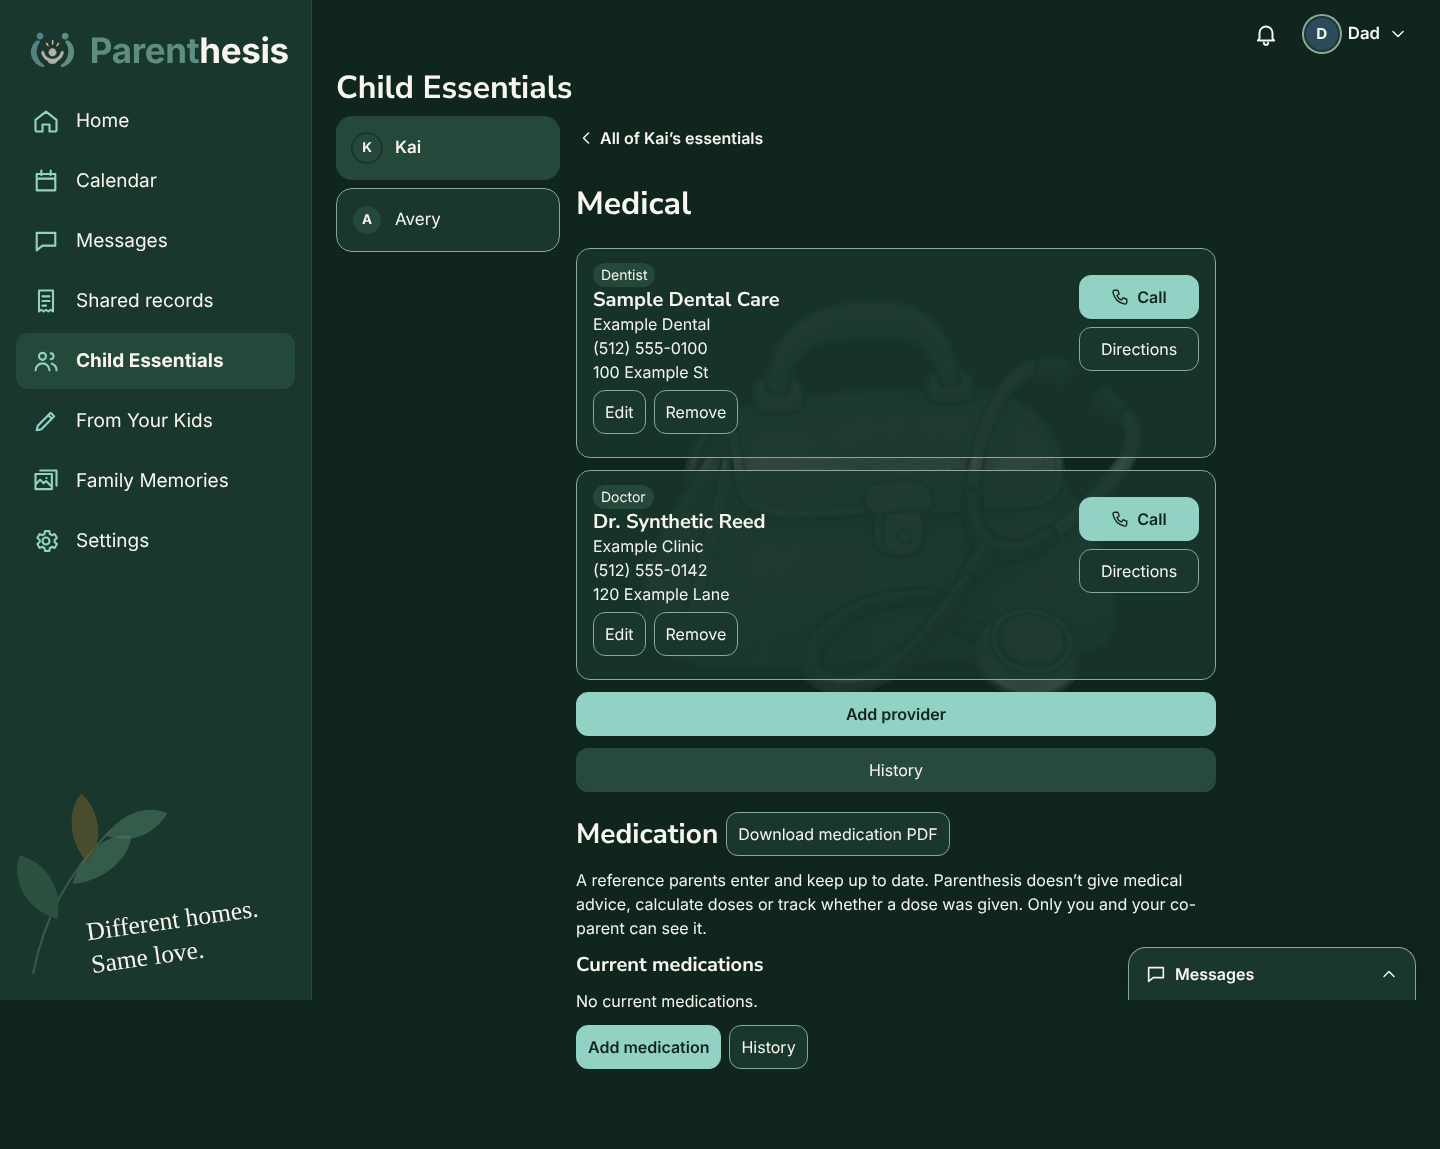 Parenthesis
Home
Calendar
Messages
Shared records
Child Essentials
From Your Kids
Family Memories
Settings
Different homes.
Same love.
D
Dad
Child Essentials
K
Kai
A
Avery
All of Kai’s essentials
Medical
Dentist
Sample Dental Care
Example Dental
(512) 555-0100
100 Example St
Edit
Remove
Call
Directions
Doctor
Dr. Synthetic Reed
Example Clinic
(512) 555-0142
120 Example Lane
Edit
Remove
Call
Directions
Add provider
History
Medication
Download medication PDF
A reference parents enter and keep up to date. Parenthesis doesn’t give medical
advice, calculate doses or track whether a dose was given. Only you and your co-
parent can see it.
Current medications
No current medications.
Add medication
History
Messages